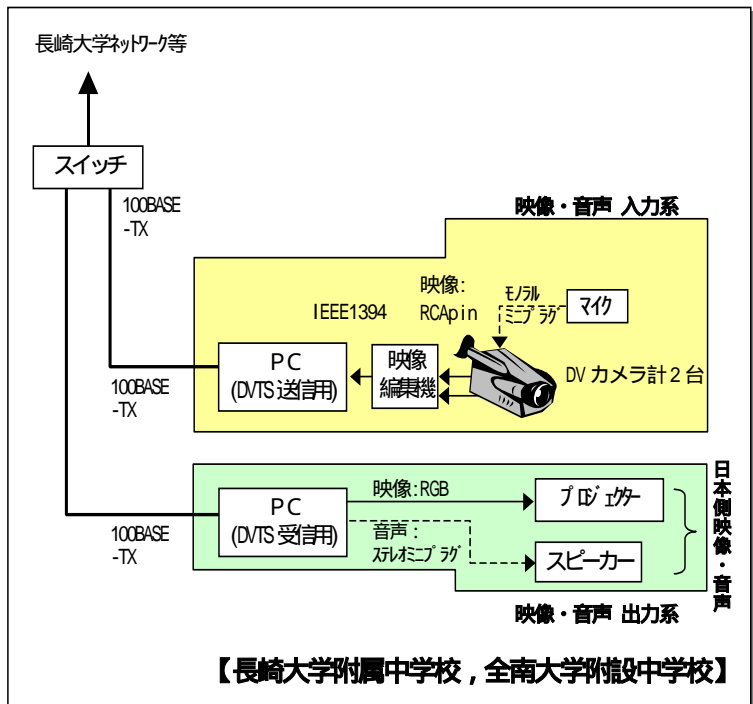 長崎大学ﾈｯﾄﾜｰｸ等
スイッチ
100BASE
-TX
映像・音声 入力系
映像:
RCApin
IEEE1394
ﾓﾉﾗﾙ
ﾐﾆﾌﾟﾗｸﾞ
ﾏｲｸ
PC
(DVTS送信用)
映像
編集機
DVカメラ計2台
100BASE
-TX
PC
(DVTS受信用)
映像:RGB
ﾌﾟﾛｼﾞｪｸﾀｰ
音声:
ｽﾃﾚｵﾐﾆﾌﾟﾗｸﾞ
スピーカー
日本側映像・音声
100BASE
-TX
映像・音声 出力系
【長崎大学附属中学校,全南大学附設中学校】